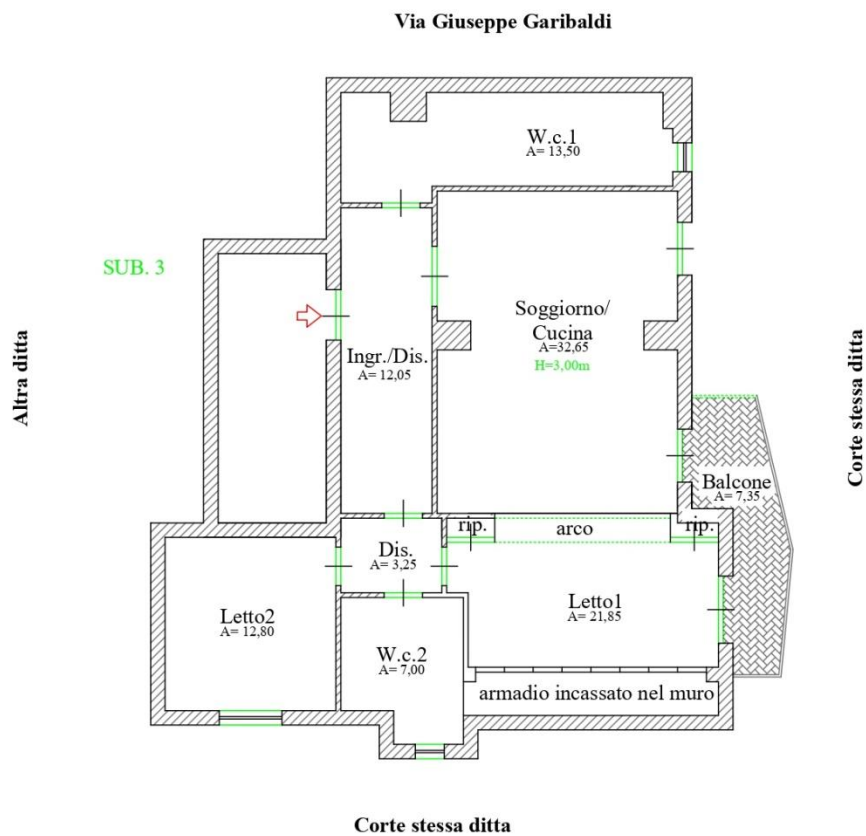 Via Giuseppe Garibaldi
W.c.1
A= 13,50
SUB. 3
Soggiorno/
Cucina
A=32,65
H=3,00m
Ingr./Dis.
A= 12,05
Altra ditta
Corte stessa ditta
Balcone
A= 7,35
rip.
arco
rip.
Dis.
A= 3,25
Letto2
A= 12,80
Letto1
A= 21,85
W.c.2
A= 7,00
armadio incassato nel muro
Corte stessa ditta